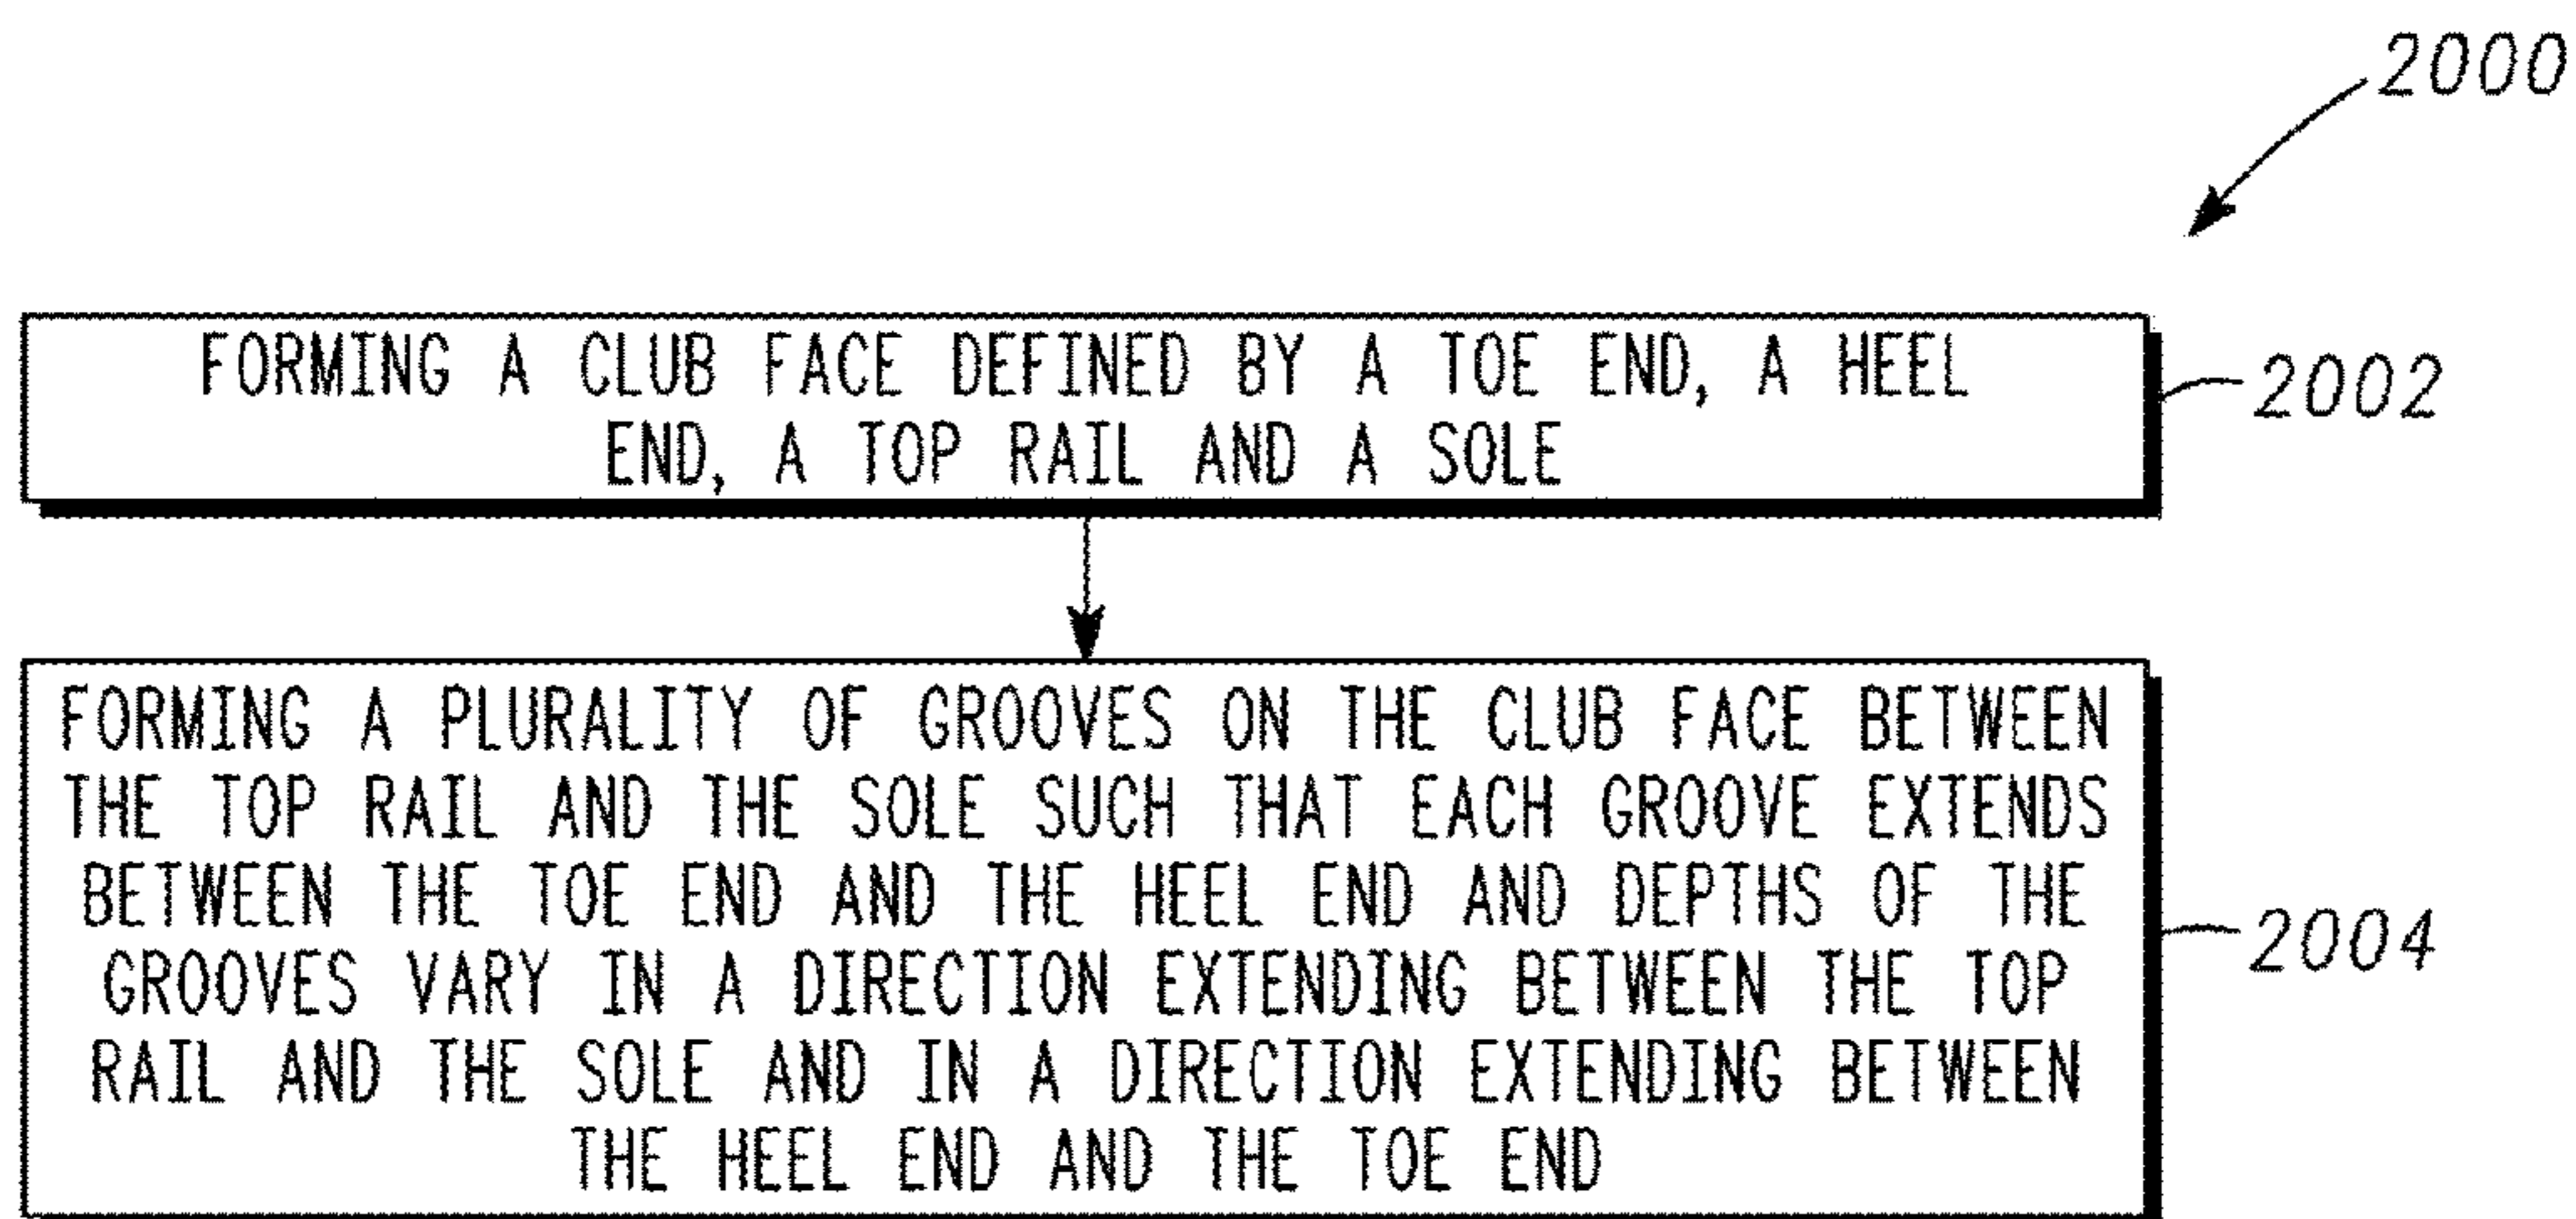 2000
FORMING A CLUB FACE DEFINED BY A TOE END, A HEEL
END, A TOP RAIL AND A SOLE
2002
FORMING A PLURALITY OF GROOVES ON THE CLUB FACE BETWEEN
THE TOP RAIL AND THE SOLE SUCH THAT EACH GROOVE EXTENDS
BETWEEN THE TOE END AND THE HEEL END AND DEPTHS OF THE
GROOVES VARY IN A DIRECTION EXTENDING BETWEEN THE TOP
RAIL AND THE SOLE AND IN A DIRECTION EXTENDING BETWEEN
THE HEEL END AND THE TOE END
2004